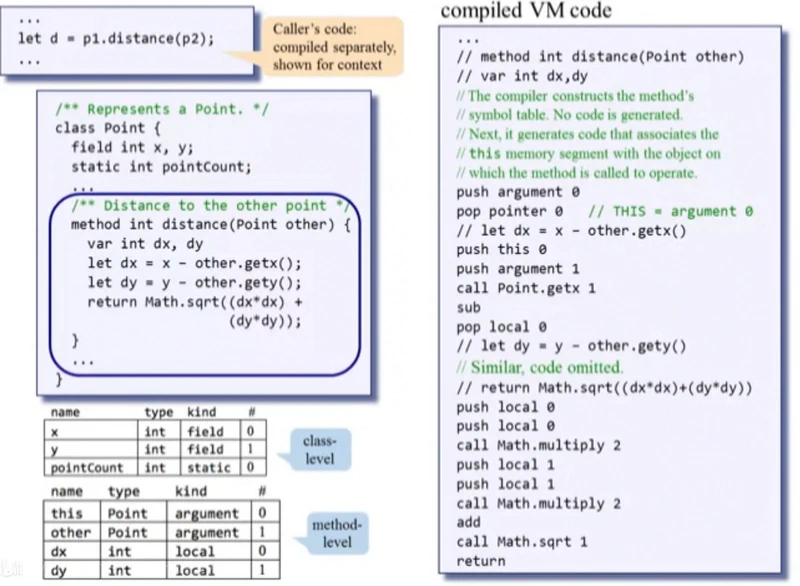 ...
let d = p1.distance(p2);
...
Caller's code:
compiled separately,
shown for context
/** Represents a Point. */
class Point {
field int x, y;
static int pointCount;
...
/** Distance to the other point */
method int distance(Point other) {
var int dx, dy
let dx = x - other.getx();
let dy = y - other.gety();
return Math.sqrt((dx*dx) +
(dy*dy));
}
...
}
name type kind #
x int field 0
y int field 1
pointCount int static 0
class-
level
name type kind #
this Point argument 0
other Point argument 1
dx int local 0
dy int local 1
method-
level
compiled VM code
...
// method int distance(Point other)
// var int dx,dy
// The compiler constructs the method's
// symbol table. No code is generated.
// Next, it generates code that associates the
// this memory segment with the object on
// which the method is called to operate.
push argument 0
pop pointer 0 // THIS = argument 0
// let dx = x - other.getx()
push this 0
push argument 1
call Point.getx 1
sub
pop local 0
// let dy = y - other.gety()
// Similar, code omitted.
// return Math.sqrt((dx*dx)+(dy*dy))
push local 0
push local 0
call Math.multiply 2
push local 1
push local 1
call Math.multiply 2
add
call Math.sqrt 1
return